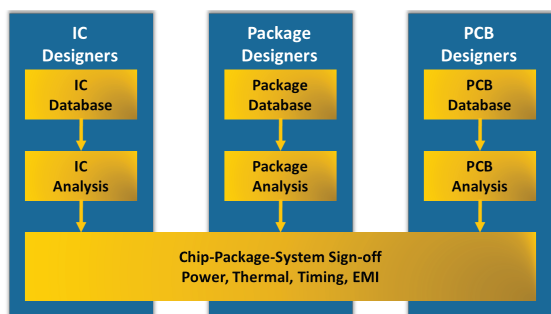 IC
Designers
IC
Database
IC
Analysis
Package
Designers
Package
Database
Package
Analysis
PCB
Designers
PCB
Database
PCB
Analysis
Chip-Package-System Sign-off
Power, Thermal, Timing, EMI